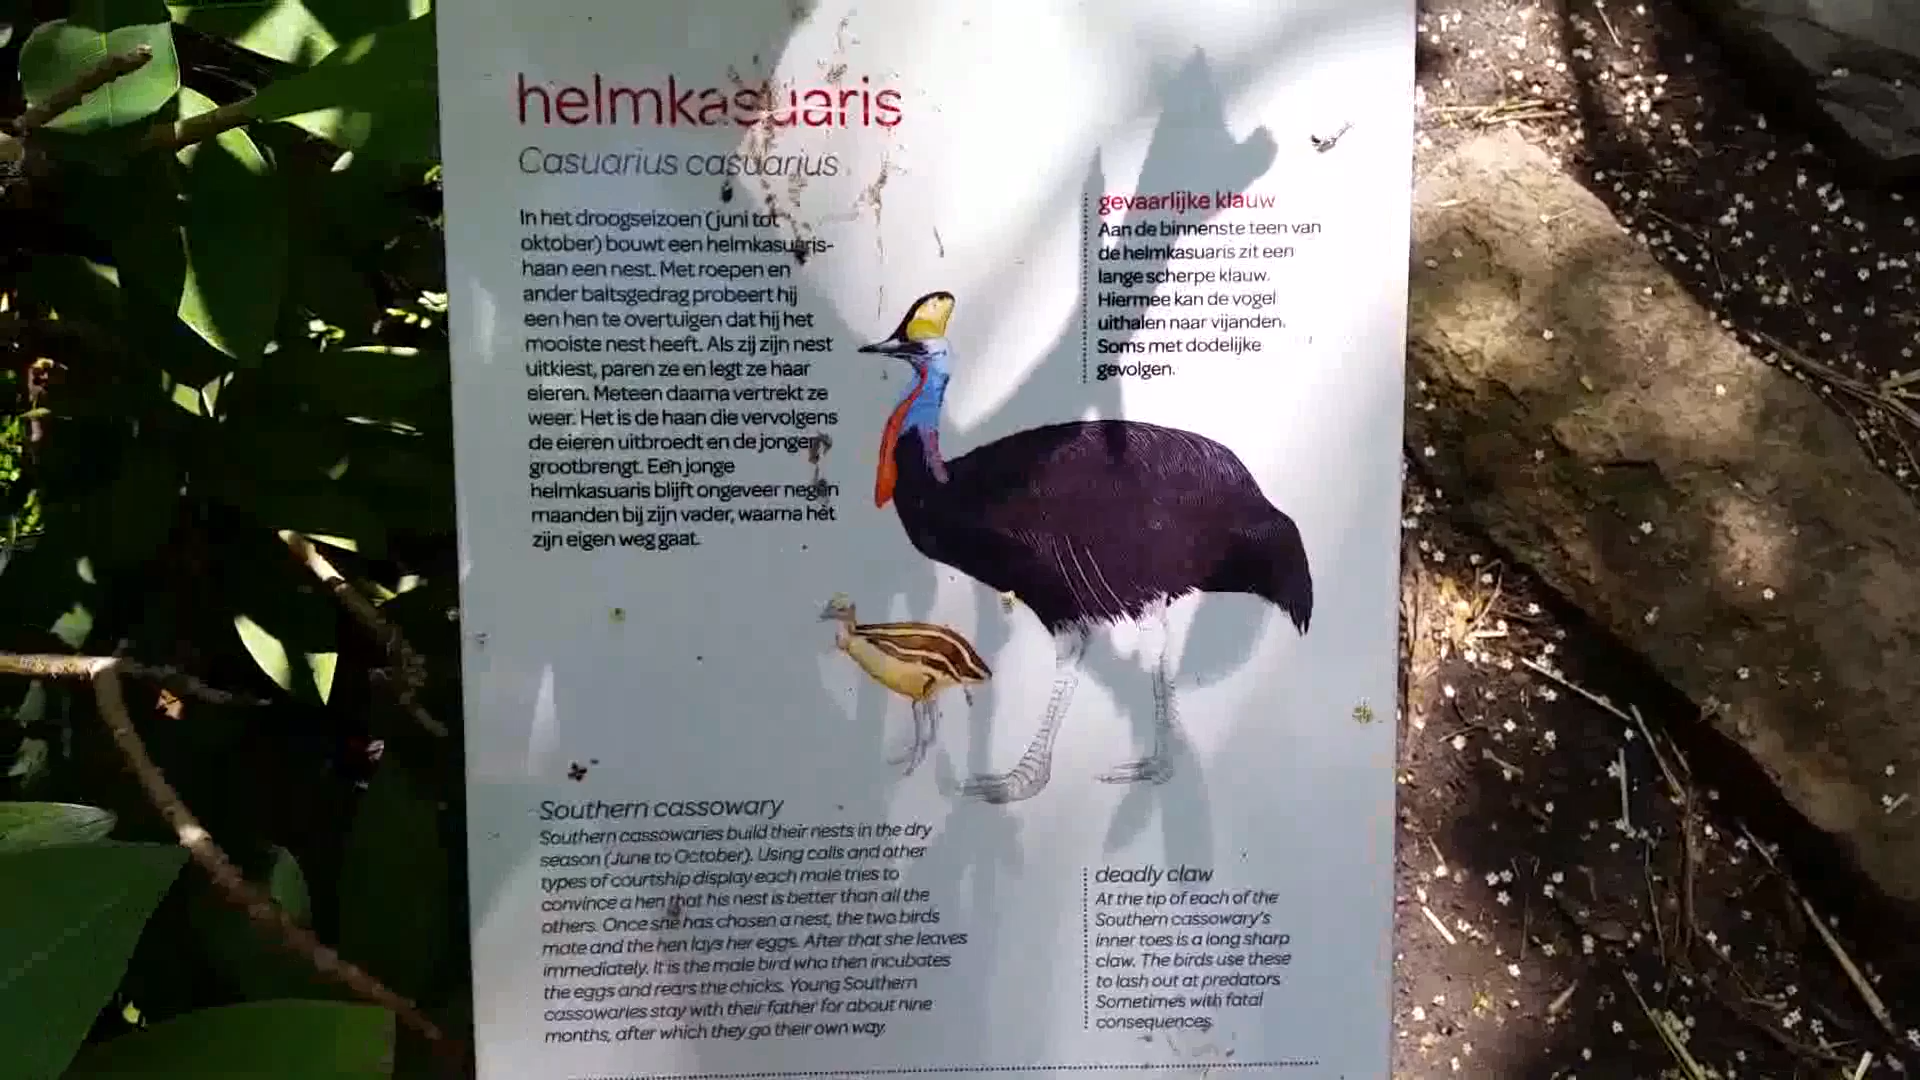 helmkasuaris
Casuarius casuarius
In het droogseizoen (juni tot
oktober) bouwt een helmkasuaris-
haan een nest. Met roepen en
ander baltsgedrag probeert hij
een hen te overtuigen dat hij het
mooiste nest heeft. Als zij zijn nest
uitkiest, paren ze en legt ze haar
eieren. Meteen daarna vertrekt ze
weer. Het is de haan die vervolgens
de eieren uitbroedt en de jongen
grootbrengt. Een jonge
helmkasuaris blijft ongeveer negen
maanden bij zijn vader, waarna het
zijn eigen weg gaat.
gevaarlijke klauw
Aan de binnenste teen van
de helmkasuaris zit een
lange scherpe klauw.
Hiermee kan de vogel
uithalen naar vijanden.
Soms met dodelijke
gevolgen.
Southern cassowary
Southern cassowaries build their nests in the dry
season (June to October). Using calls and other
types of courtship display each male tries to
convince a hen that his nest is better than all the
others. Once she has chosen a nest, the two birds
mate and the hen lays her eggs. After that she leaves
immediately. It is the male bird who then incubates
the eggs and rears the chicks. Young Southern
cassowaries stay with their father for about nine
months, after which they go their own way.
deadly claw
At the tip of each of the
Southern cassowary's
inner toes is a long sharp
claw. The birds use these
to lash out at predators.
Sometimes with fatal
consequences.